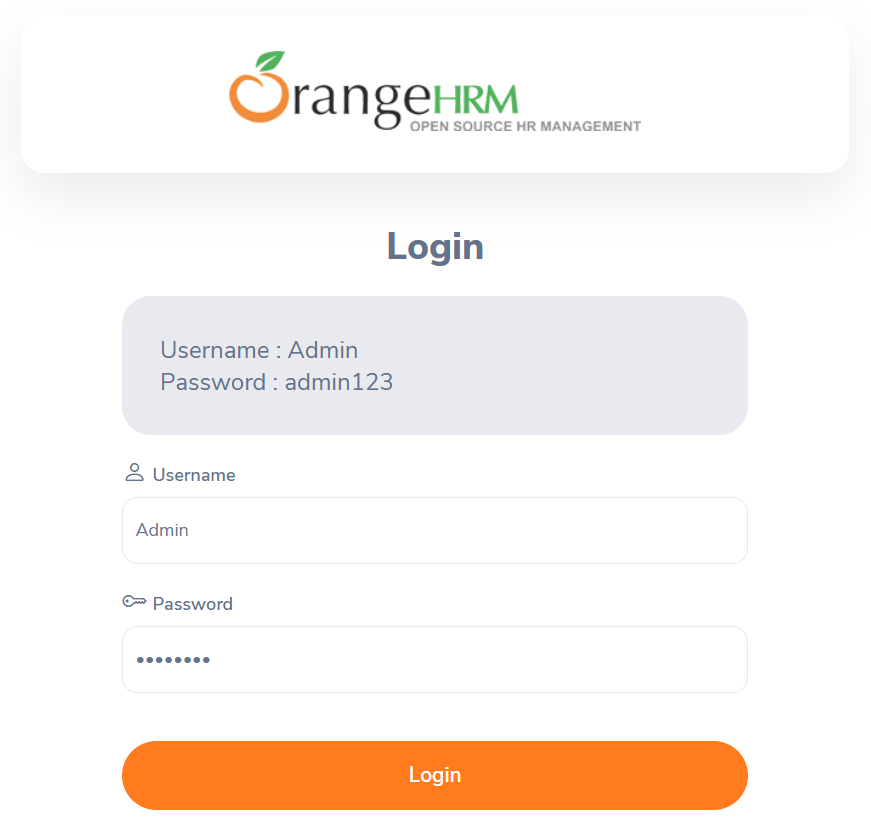 OrangeHRM
OPEN SOURCE HR MANAGEMENT
Login
Username : Admin
Password : admin123
Username
Admin
Password
••••••••
Login